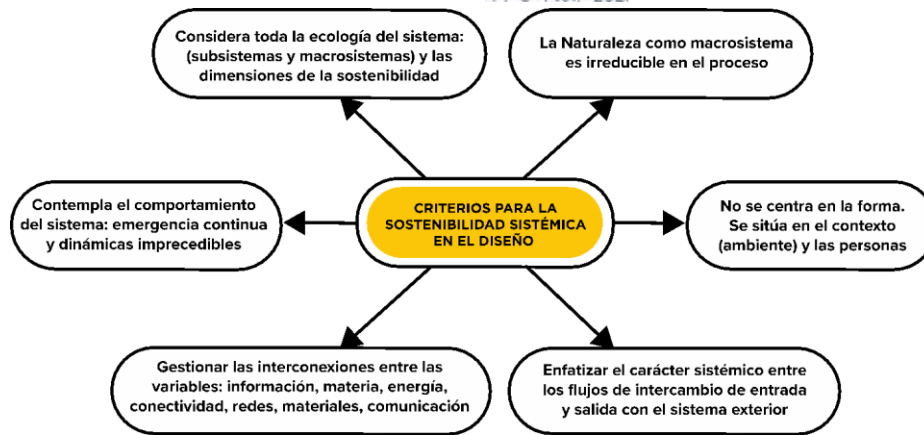 Considera toda la ecología del sistema:
(subsistemas y macrosistemas) y las
dimensiones de la sostenibilidad
La Naturaleza como macrosistema
es irreducible en el proceso
Contempla el comportamiento
del sistema: emergencia continua
y dinámicas imprecedibles
CRITERIOS PARA LA
SOSTENIBILIDAD SISTÉMICA
EN EL DISEÑO
No se centra en la forma.
Se sitúa en el contexto
(ambiente) y las personas
Gestionar las interconexiones entre las
variables: información, materia, energía,
conectividad, redes, materiales, comunicación
Enfatizar el carácter sistémico entre
los flujos de intercambio de entrada
y salida con el sistema exterior